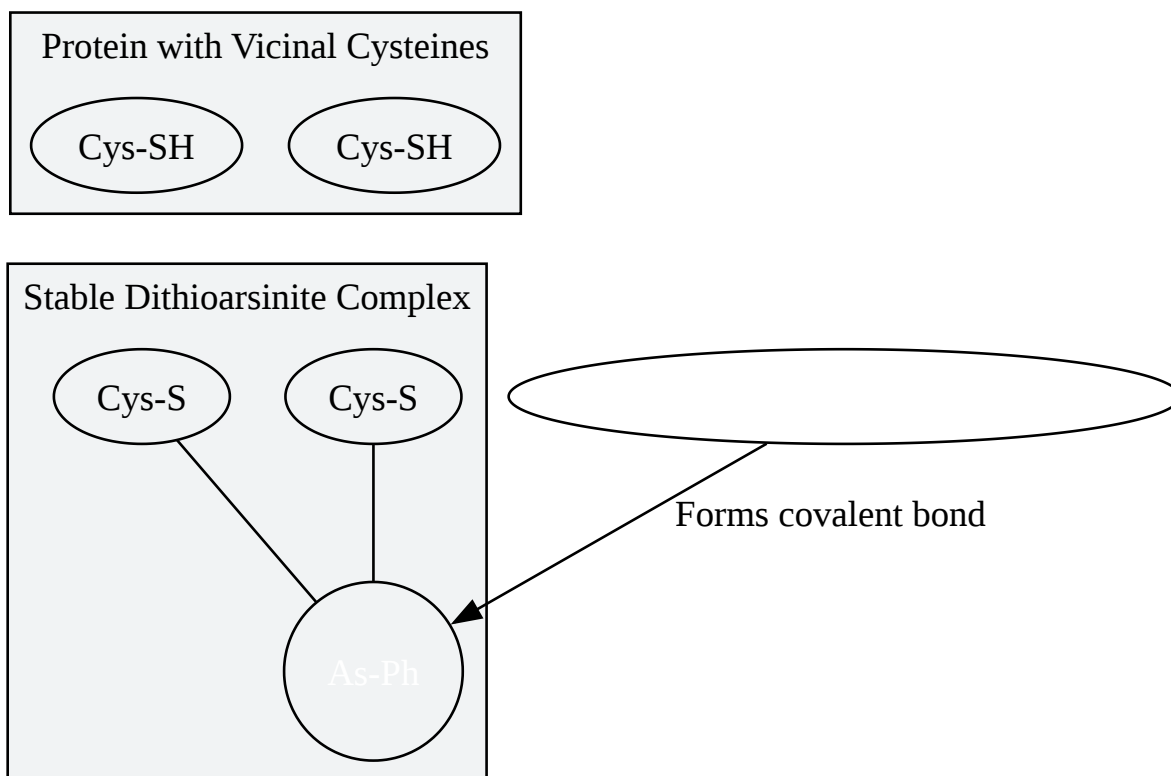 Protein with Vicinal Cysteines
Cys-SH Cys-SH
Stable Dithioarsinite Complex
Cys-S Cys-S
Forms covalent bond
As-Ph